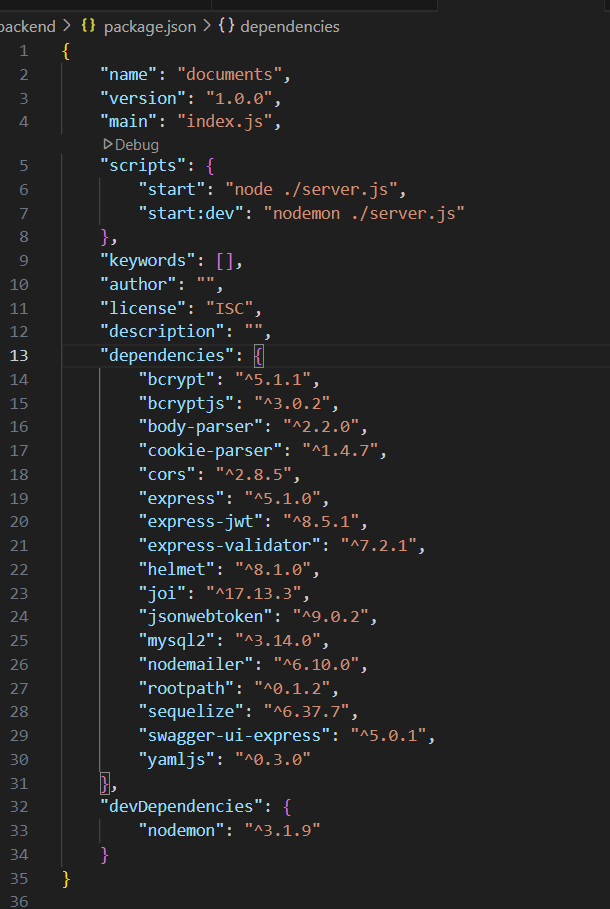 backend > {} package.json > {} dependencies
1 {
2 "name": "documents",
3 "version": "1.0.0",
4 "main": "index.js",
Debug
5 "scripts": {
6 "start": "node ./server.js",
7 "start:dev": "nodemon ./server.js"
8 },
9 "keywords": [],
10 "author": "",
11 "license": "ISC",
12 "description": "",
13 "dependencies": {
14 "bcrypt": "^5.1.1",
15 "bcryptjs": "^3.0.2",
16 "body-parser": "^2.2.0",
17 "cookie-parser": "^1.4.7",
18 "cors": "^2.8.5",
19 "express": "^5.1.0",
20 "express-jwt": "^8.5.1",
21 "express-validator": "^7.2.1",
22 "helmet": "^8.1.0",
23 "joi": "^17.13.3",
24 "jsonwebtoken": "^9.0.2",
25 "mysql2": "^3.14.0",
26 "nodemailer": "^6.10.0",
27 "rootpath": "^0.1.2",
28 "sequelize": "^6.37.7",
29 "swagger-ui-express": "^5.0.1",
30 "yamljs": "^0.3.0"
31 },
32 "devDependencies": {
33 "nodemon": "^3.1.9"
34 }
35 }
36